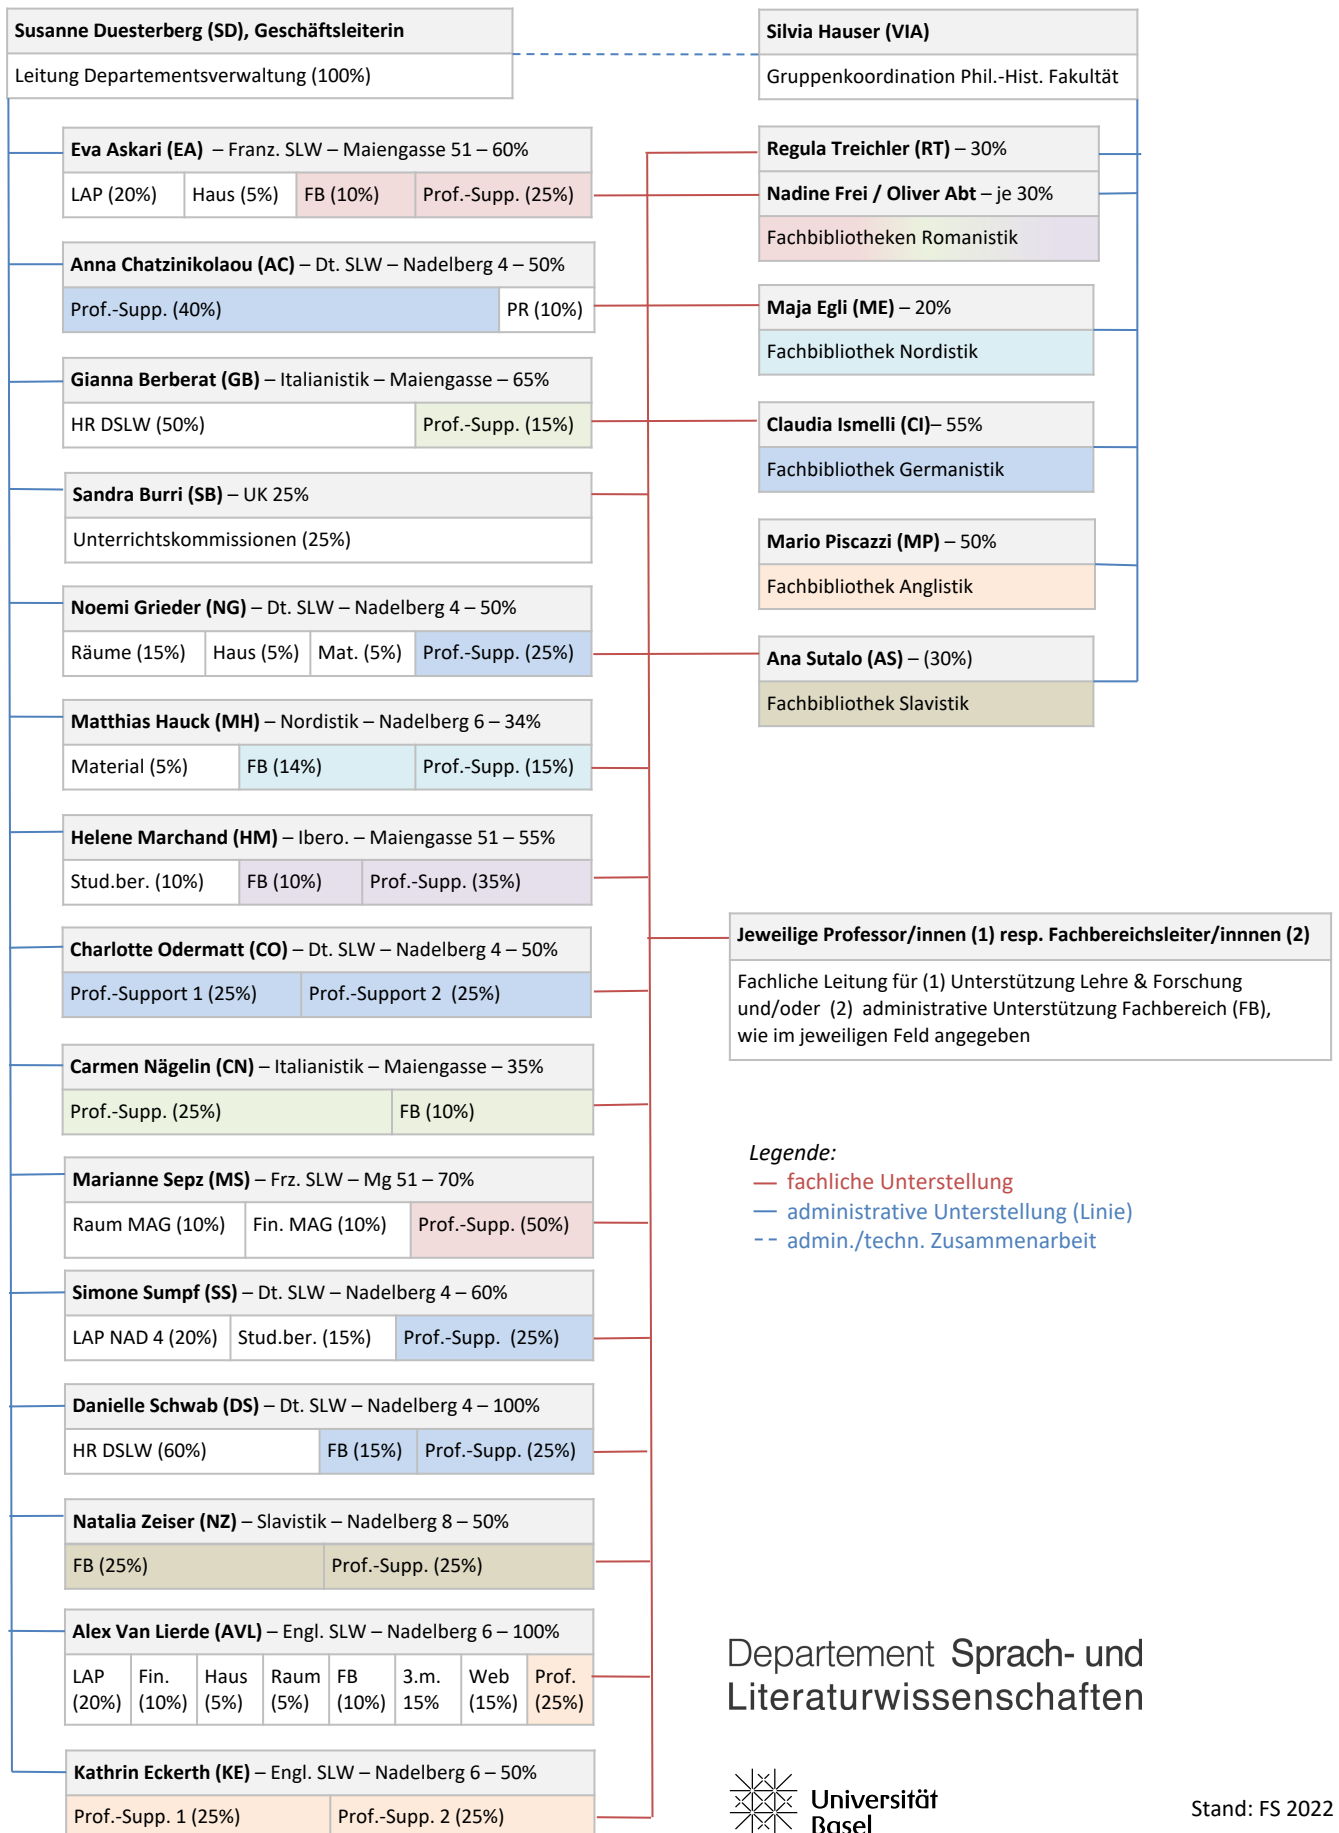 Susanne Duesterberg (SD), Geschäftsleiterin
Leitung Departementsverwaltung (100%)
Silvia Hauser (VIA)
Gruppenkoordination Phil.-Hist. Fakultät
Eva Askari (EA) – Franz. SLW – Maiengasse 51 – 60%
LAP (20%) Haus (5%) FB (10%) Prof.-Supp. (25%)
Anna Chatzinikolaou (AC) – Dt. SLW – Nadelberg 4 – 50%
Prof.-Supp. (40%) PR (10%)
Gianna Berberat (GB) – Italianistik – Maiengasse – 65%
HR DSLW (50%) Prof.-Supp. (15%)
Sandra Burri (SB) – UK 25%
Unterrichtskommissionen (25%)
Noemi Grieder (NG) – Dt. SLW – Nadelberg 4 – 50%
Räume (15%) Haus (5%) Mat. (5%) Prof.-Supp. (25%)
Matthias Hauck (MH) – Nordistik – Nadelberg 6 – 34%
Material (5%) FB (14%) Prof.-Supp. (15%)
Helene Marchand (HM) – Ibero. – Maiengasse 51 – 55%
Stud.ber. (10%) FB (10%) Prof.-Supp. (35%)
Charlotte Odermatt (CO) – Dt. SLW – Nadelberg 4 – 50%
Prof.-Support 1 (25%) Prof.-Support 2 (25%)
Carmen Nägelin (CN) – Italianistik – Maiengasse – 35%
Prof.-Supp. (25%) FB (10%)
Marianne Sepz (MS) – Frz. SLW – Mg 51 – 70%
Raum MAG (10%) Fin. MAG (10%) Prof.-Supp. (50%)
Simone Sumpf (SS) – Dt. SLW – Nadelberg 4 – 60%
LAP NAD 4 (20%) Stud.ber. (15%) Prof.-Supp. (25%)
Danielle Schwab (DS) – Dt. SLW – Nadelberg 4 – 100%
HR DSLW (60%) FB (15%) Prof.-Supp. (25%)
Natalia Zeiser (NZ) – Slavistik – Nadelberg 8 – 50%
FB (25%) Prof.-Supp. (25%)
Alex Van Lierde (AVL) – Engl. SLW – Nadelberg 6 – 100%
LAP Fin. Haus Raum FB 3.m. Web Prof.
(20%) (10%) (5%) (5%) (10%) 15% (15%) (25%)
Kathrin Eckerth (KE) – Engl. SLW – Nadelberg 6 – 50%
Prof.-Supp. 1 (25%) Prof.-Supp. 2 (25%)
Regula Treichler (RT) – 30%
Nadine Frei / Oliver Abt – je 30%
Fachbibliotheken Romanistik
Maja Egli (ME) – 20%
Fachbibliothek Nordistik
Claudia Ismelli (CI)– 55%
Fachbibliothek Germanistik
Mario Piscazzi (MP) – 50%
Fachbibliothek Anglistik
Ana Sutalo (AS) – (30%)
Fachbibliothek Slavistik
Jeweilige Professor/innen (1) resp. Fachbereichsleiter/innnen (2)
Fachliche Leitung für (1) Unterstützung Lehre & Forschung
und/oder (2) administrative Unterstützung Fachbereich (FB),
wie im jeweiligen Feld angegeben
Legende:
fachliche Unterstellung
administrative Unterstellung (Linie)
admin./techn. Zusammenarbeit
Departement Sprach- und
Literaturwissenschaften
Universität
Basel
Stand: FS 2022